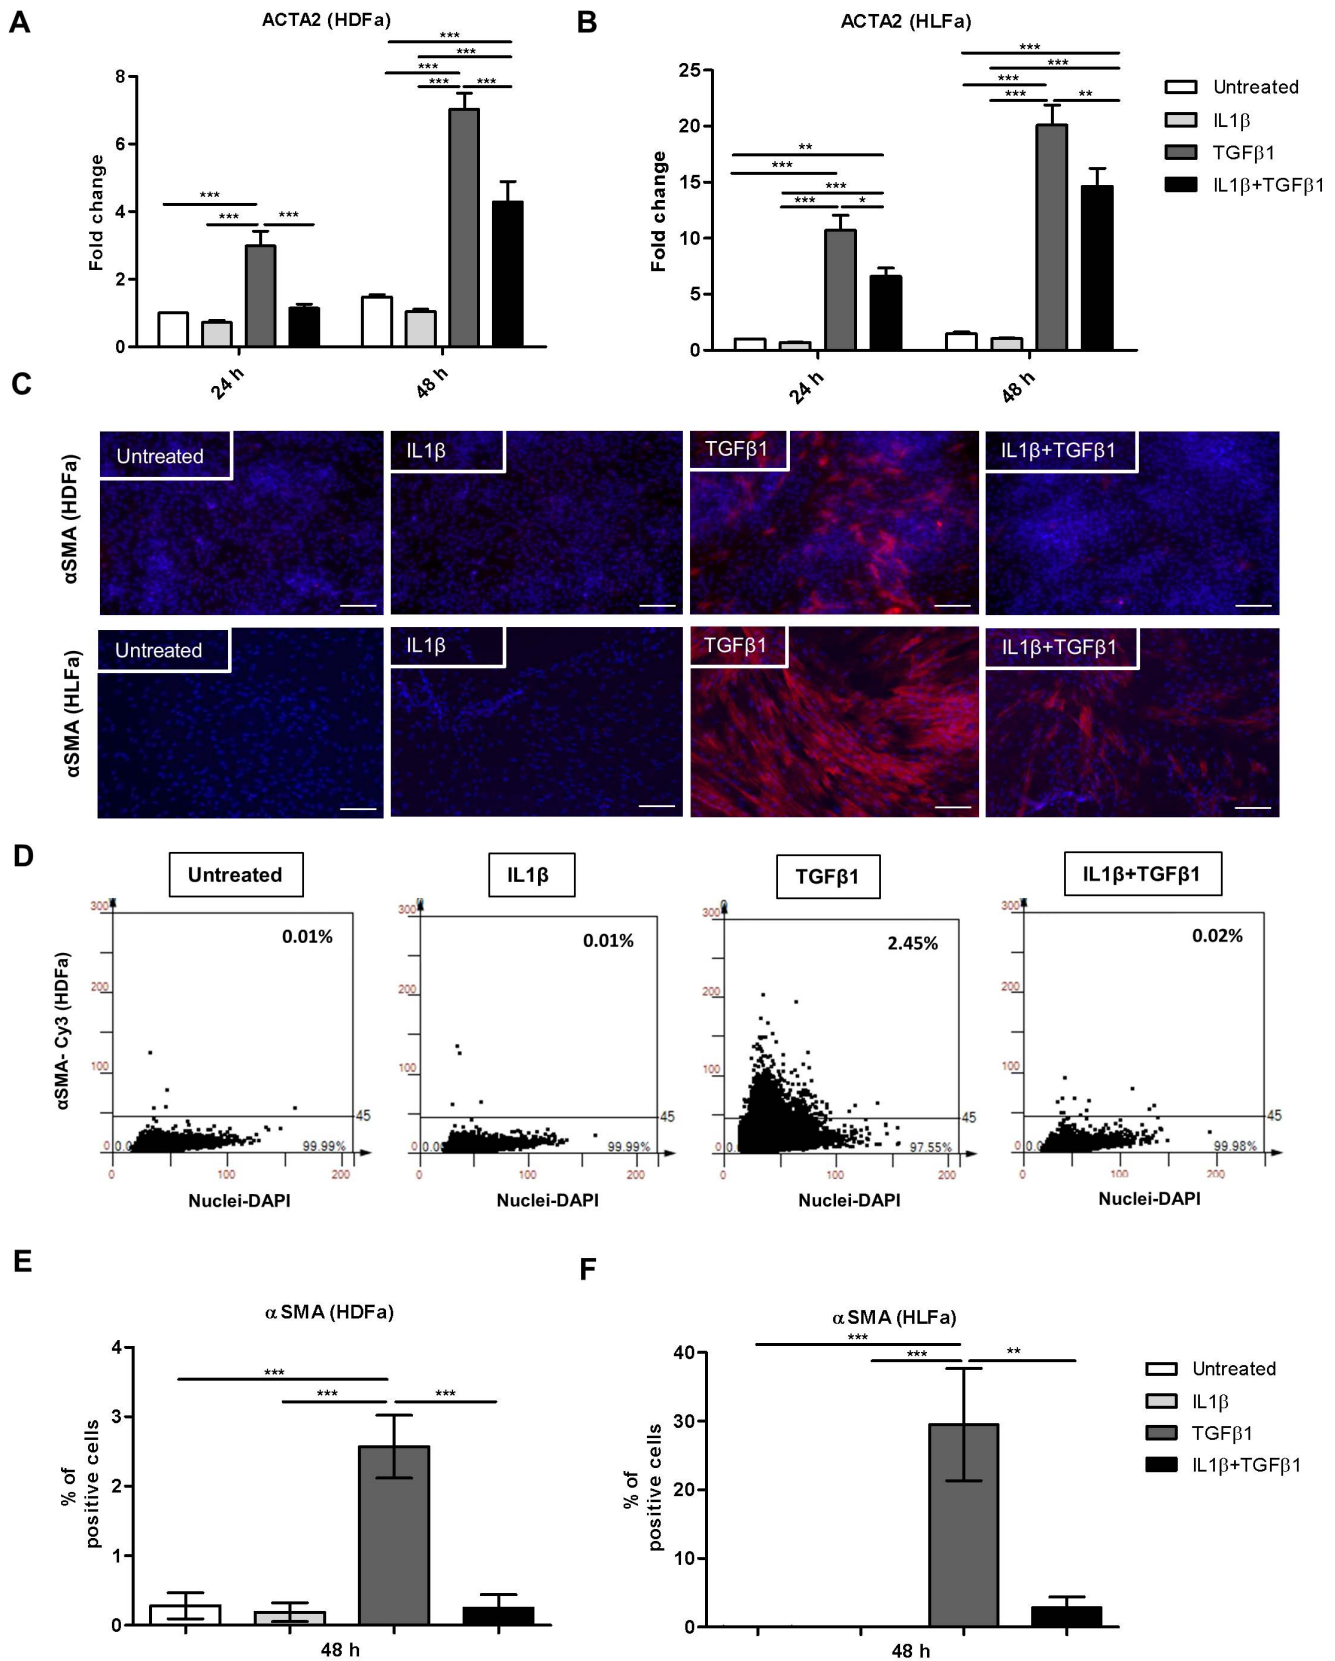 A
ACTA2 (HDFa)
Fold change
8
6
4
2
0
***
***
***
***
***
***
***
***
24 h
48 h
B
ACTA2 (HLFa)
Fold change
25
20
15
10
5
0
**
***
***
***
*
***
***
***
***
**
24 h
48 h
Untreated
IL1β
TGFβ1
IL1β+TGFβ1
C
αSMA (HDFa)
Untreated
IL1β
TGFβ1
IL1β+TGFβ1
αSMA (HLFa)
Untreated
IL1β
TGFβ1
IL1β+TGFβ1
D
αSMA- Cy3 (HDFa)
Untreated
300
200
100
0
0.01%
45
99.99%
0
100
200
Nuclei-DAPI
IL1β
300
200
100
0
0.01%
45
99.99%
0
100
200
Nuclei-DAPI
TGFβ1
300
200
100
0
2.45%
45
97.55%
0
100
200
Nuclei-DAPI
IL1β+TGFβ1
300
200
100
0
0.02%
45
99.98%
0
100
200
Nuclei-DAPI
E
α SMA (HDFa)
% of
positive cells
4
3
2
1
0
***
***
***
48 h
F
α SMA (HLFa)
% of
positive cells
40
30
20
10
0
***
***
**
48 h
Untreated
IL1β
TGFβ1
IL1β+TGFβ1